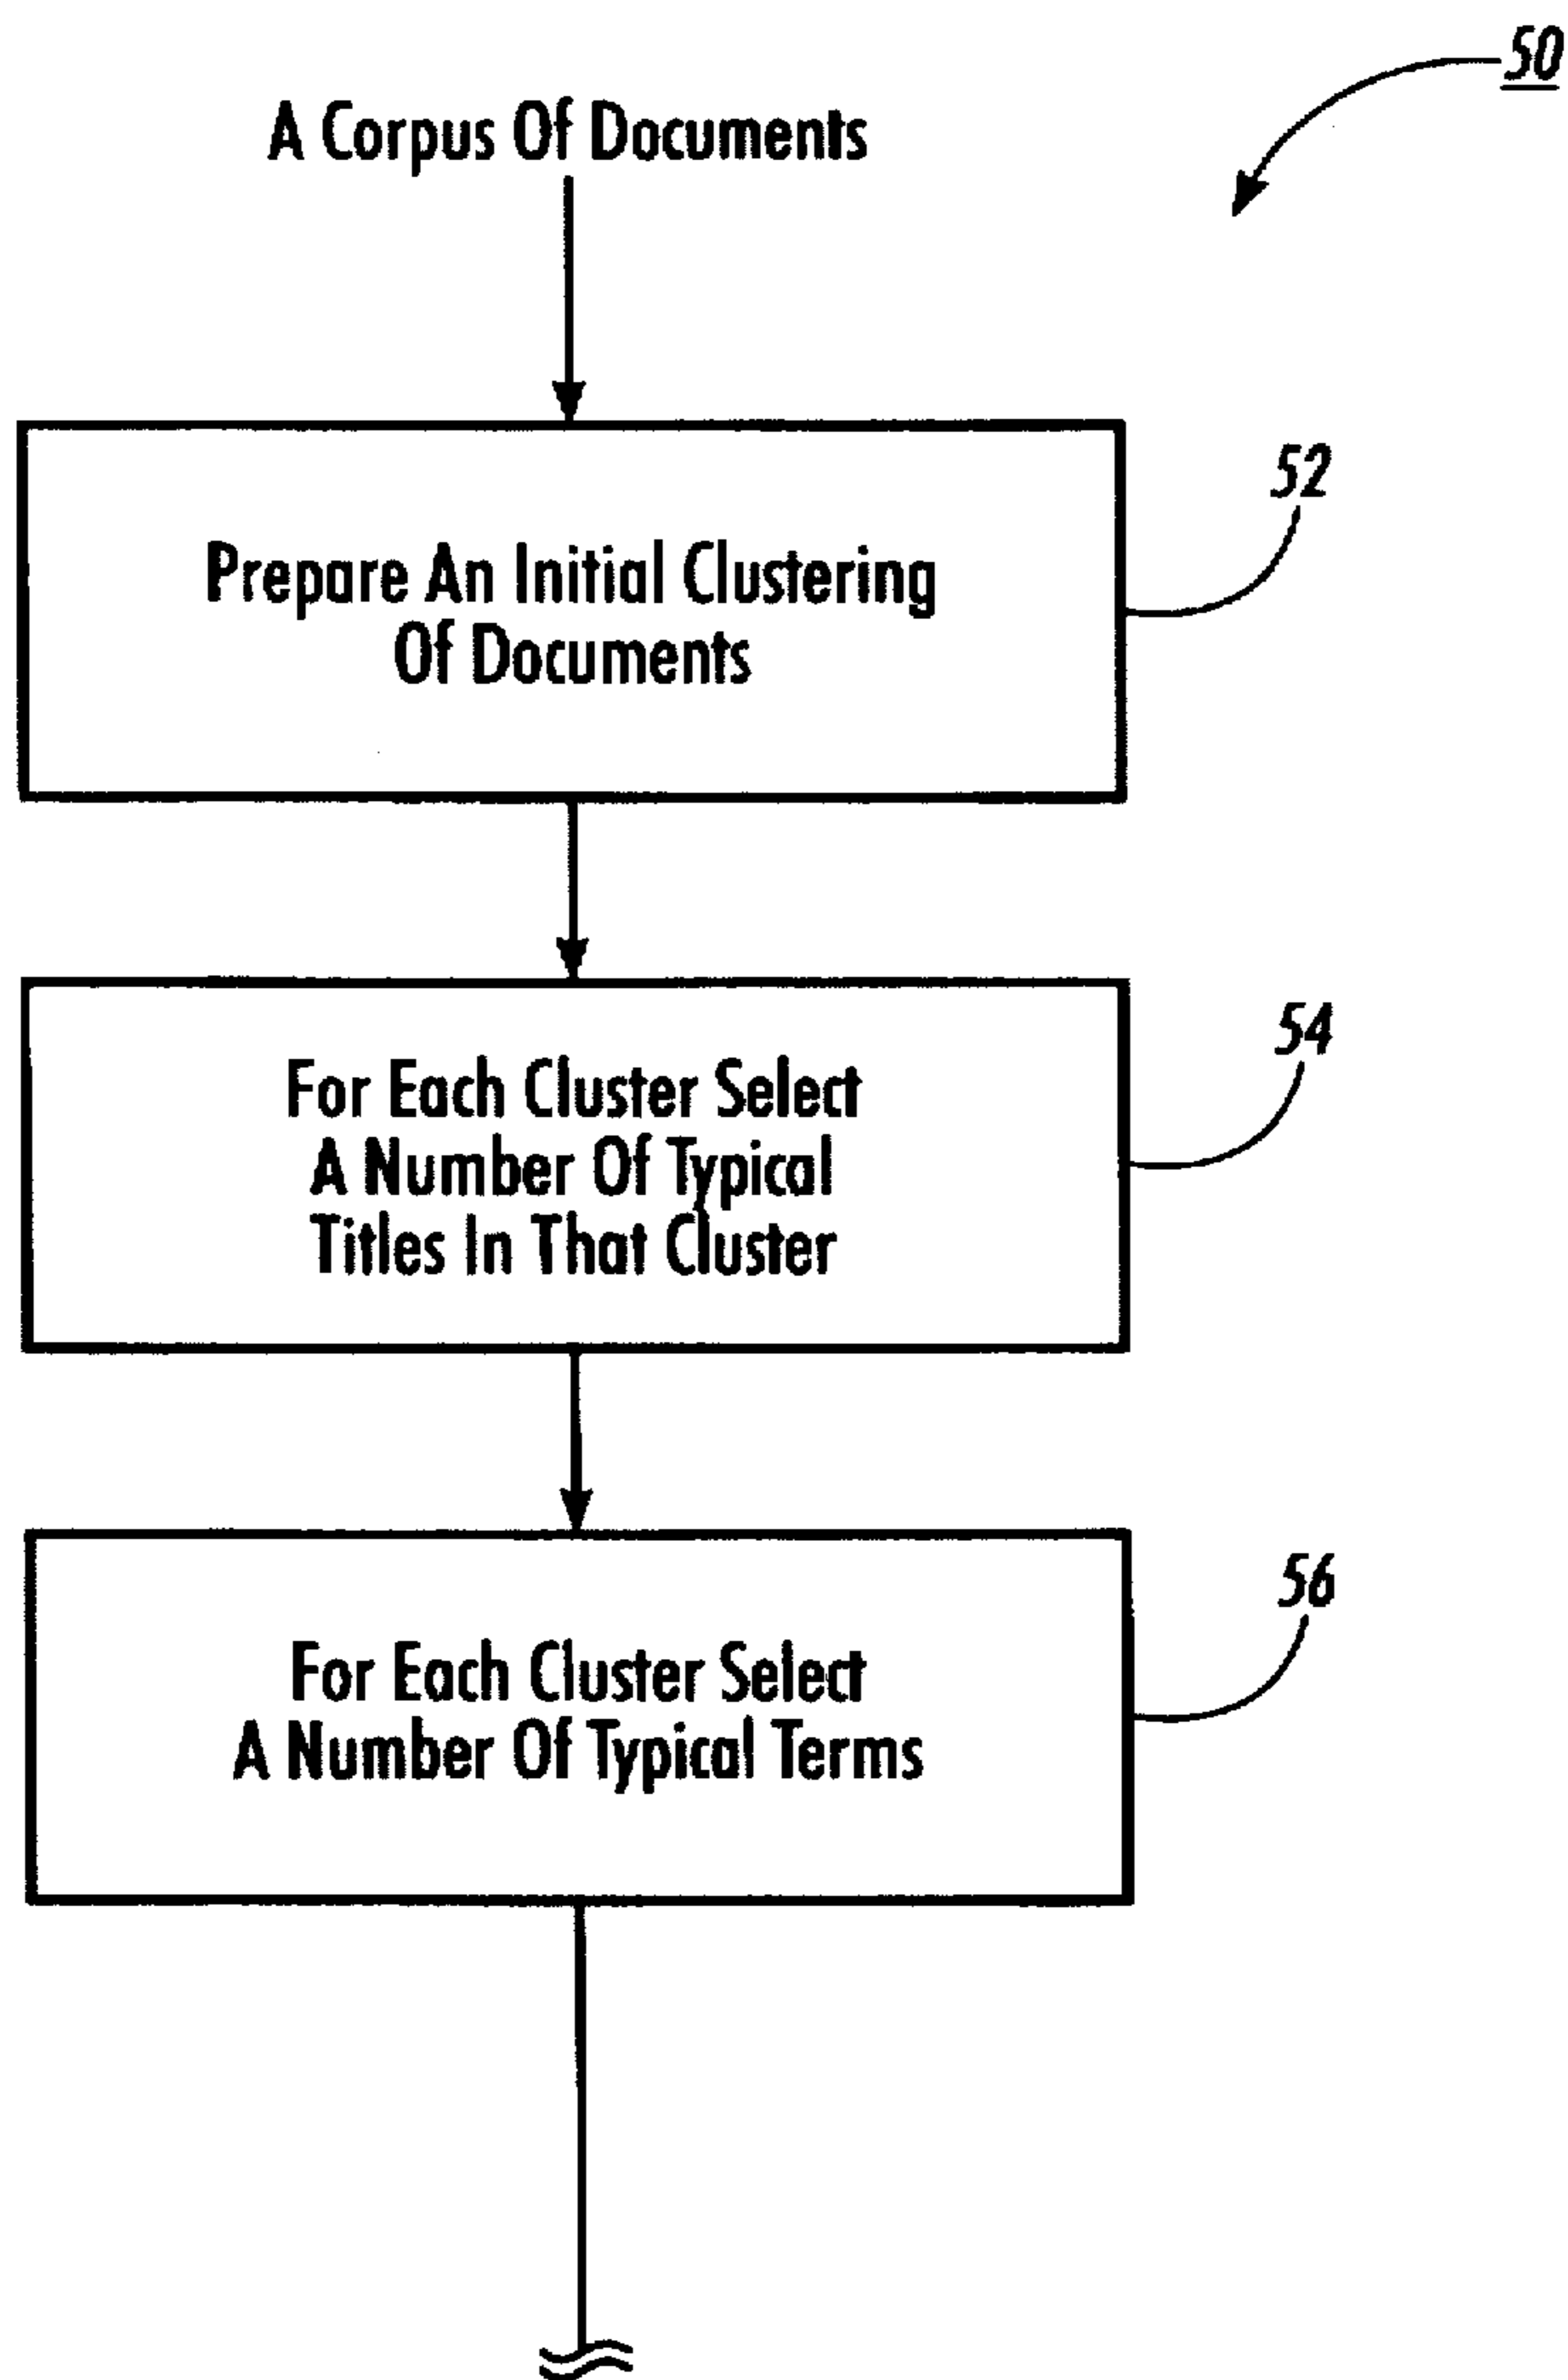 50
A Corpus Of Documents
52
Prepare An Initial Clustering
Of Documents
54
For Each Cluster Select
A Number Of Typical
Titles In That Cluster
56
For Each Cluster Select
A Number Of Typical Terms